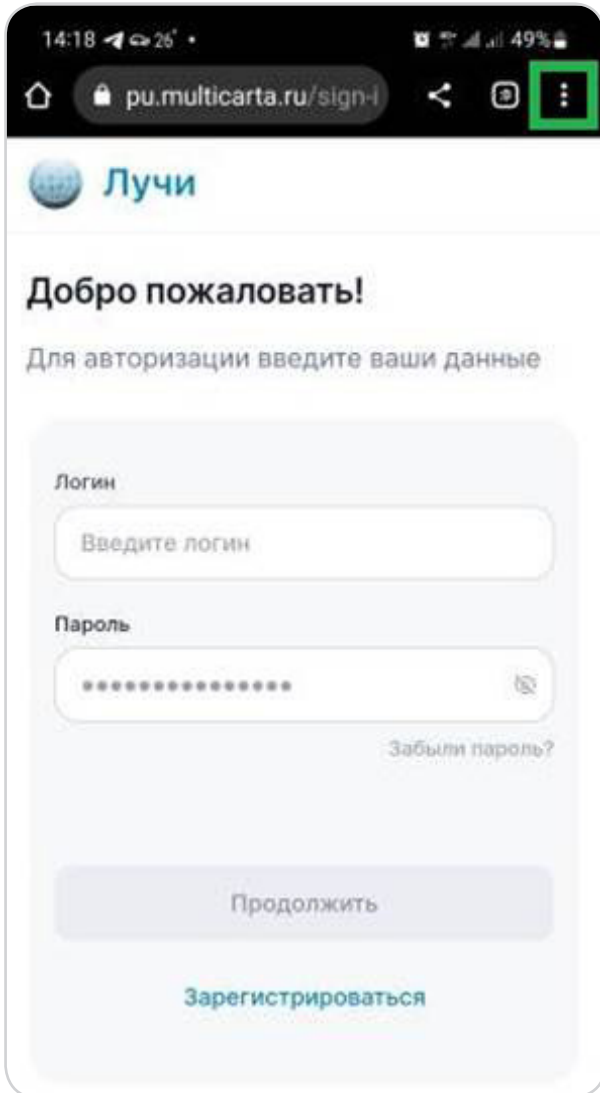 14:18 26° •
49%
pu.multicarta.ru/sign-i
Лучи
Добро пожаловать!
Для авторизации введите ваши данные
Логин
Введите логин
Пароль
•••••••••••••••
Забыли пароль?
Продолжить
Зарегистрироваться